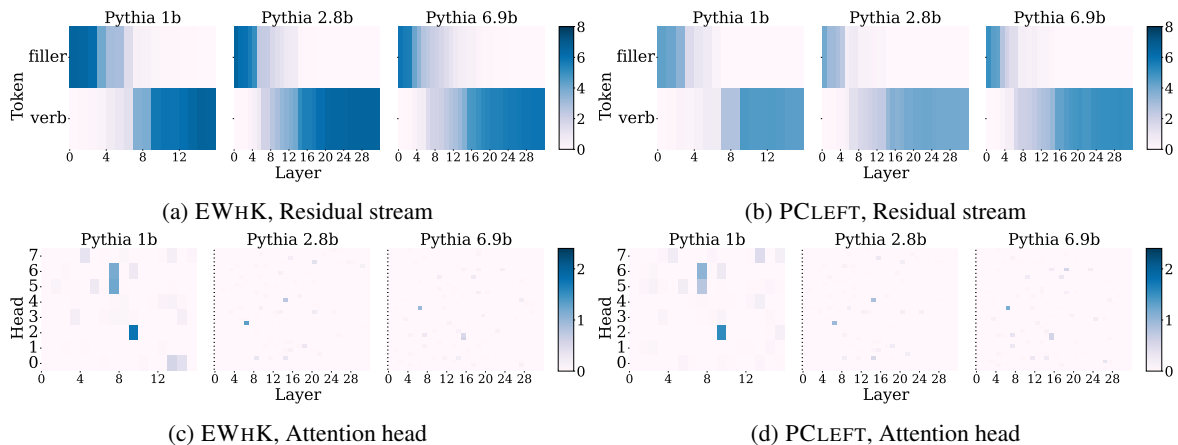 Pythia 1b Pythia 2.8b Pythia 6.9b
8
6
4
2
0
Token
filler
verb
0 4 8 12 0 4 8 12 16 20 24 28 0 4 8 12 16 20 24 28
Layer
(a) EWHK, Residual stream
Pythia 1b Pythia 2.8b Pythia 6.9b
8
6
4
2
0
Token
filler
verb
0 4 8 12 0 4 8 12 16 20 24 28 0 4 8 12 16 20 24 28
Layer
(b) PCLEFT, Residual stream
Pythia 1b Pythia 2.8b Pythia 6.9b
2
1
0
Head
7
6
5
4
3
2
1
0
0 4 8 12 0 4 8 12 16 20 24 28 0 4 8 12 16 20 24 28
Layer
(c) EWHK, Attention head
Pythia 1b Pythia 2.8b Pythia 6.9b
2
1
0
Head
7
6
5
4
3
2
1
0
0 4 8 12 0 4 8 12 16 20 24 28 0 4 8 12 16 20 24 28
Layer
(d) PCLEFT, Attention head